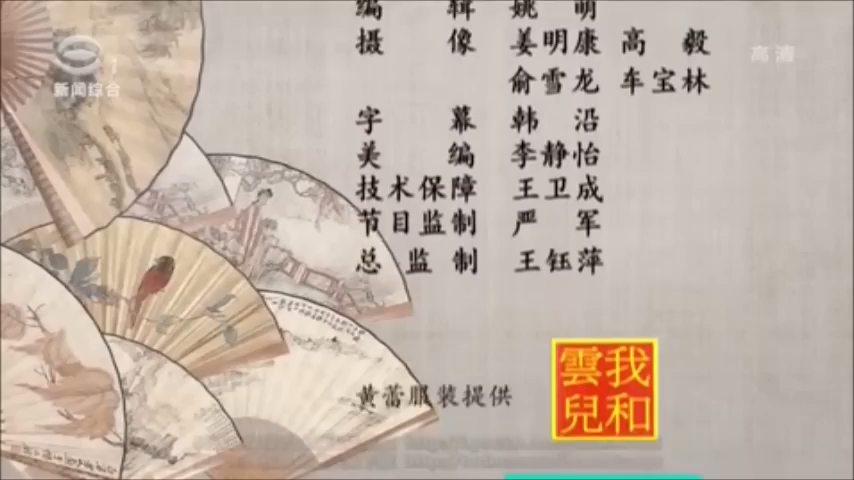 编辑 姚萌
摄像 姜明康 高毅
俞雪龙 车宝林
字幕 韩沿
美编 李静怡
技术保障 王卫成
节目监制 严军
总监制 王钰萍
黄蕾服装提供
雲我
兒和
新闻综合
高清